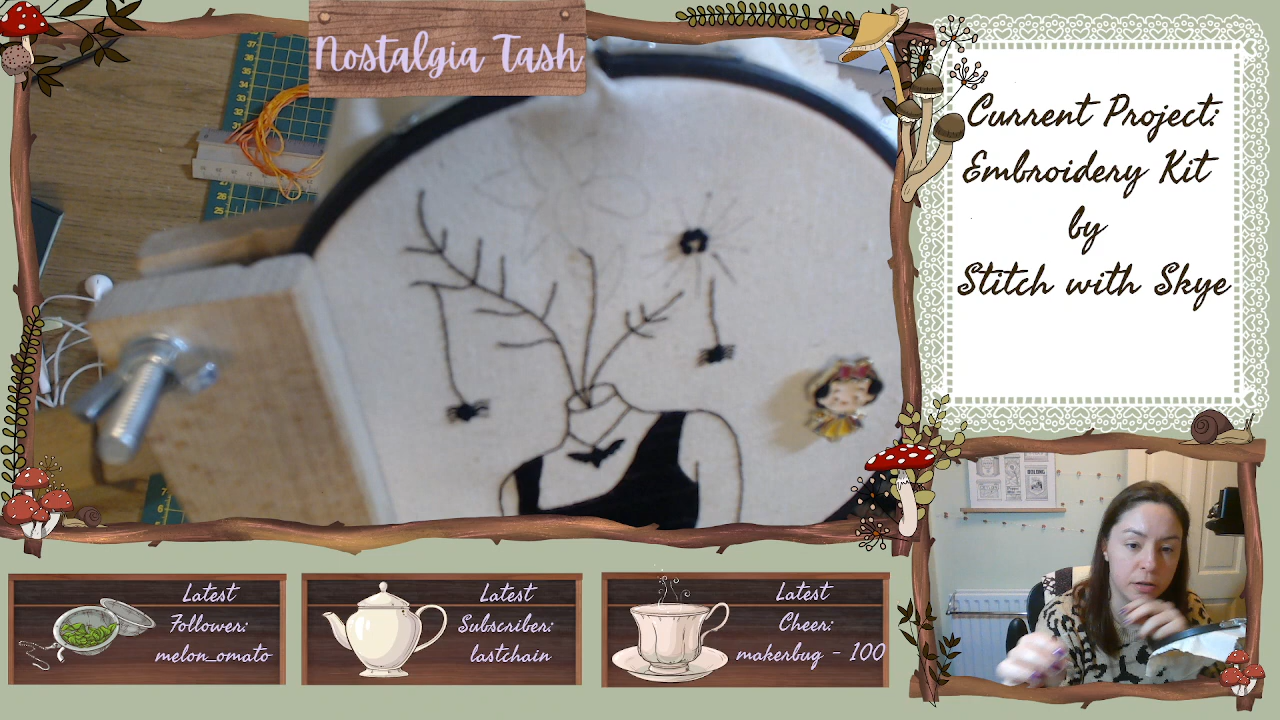 Nostalgia Tash
Current Project:
Embroidery Kit
by
Stitch with Skye
Latest
Follower:
melon_omato
Latest
Subscriber:
lastchain
Latest
Cheer:
makerbug - 100